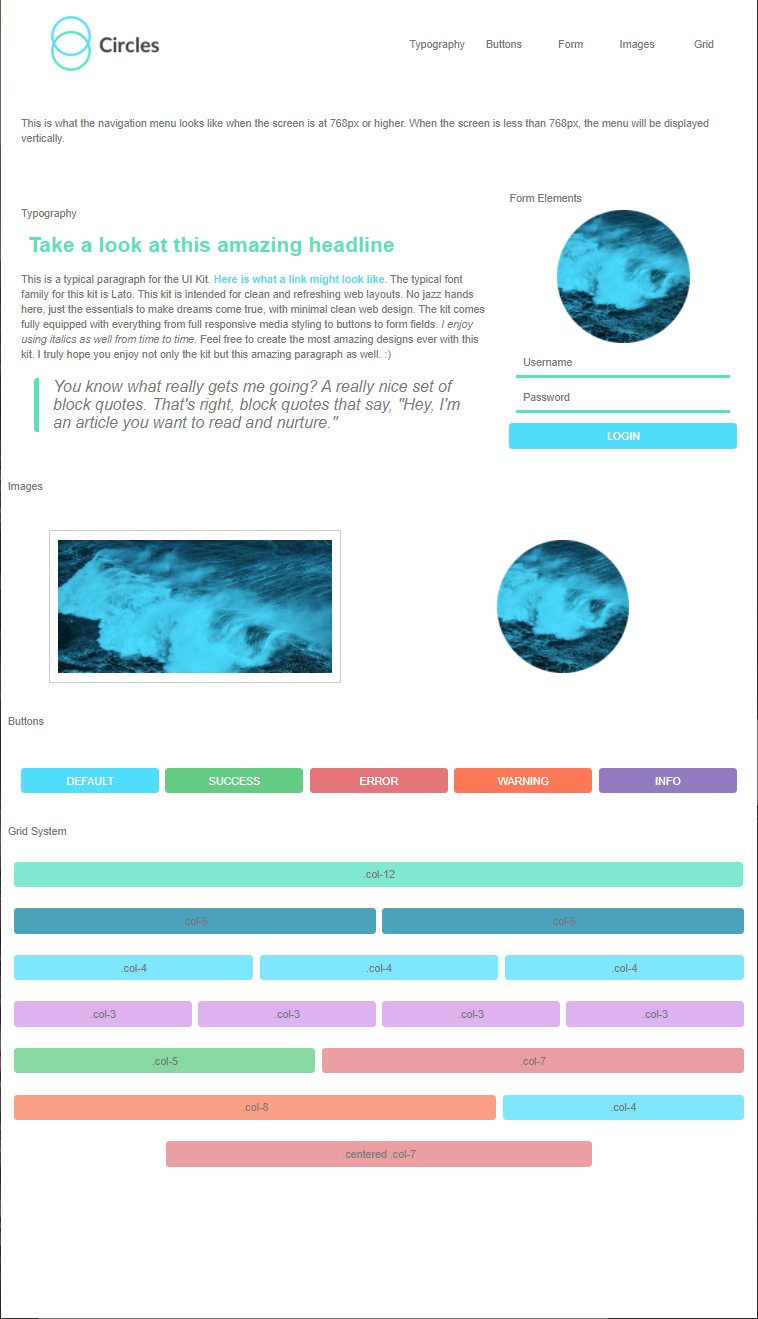 Circles
Typography Buttons Form Images Grid
This is what the navigation menu looks like when the screen is at 768px or higher. When the screen is less than 768px, the menu will be displayed
vertically.
Typography
Take a look at this amazing headline
This is a typical paragraph for the UI Kit. Here is what a link might look like. The typical font
family for this kit is Lato. This kit is intended for clean and refreshing web layouts. No jazz hands
here, just the essentials to make dreams come true, with minimal clean web design. The kit comes
fully equipped with everything from full responsive media styling to buttons to form fields. I enjoy
using italics as well from time to time. Feel free to create the most amazing designs ever with this
kit. I truly hope you enjoy not only the kit but this amazing paragraph as well. :)
You know what really gets me going? A really nice set of
block quotes. That's right, block quotes that say, "Hey, I'm
an article you want to read and nurture."
Form Elements
Username
Password
LOGIN
Images
Buttons
DEFAULT SUCCESS ERROR WARNING INFO
Grid System
.col-12
.col-6 .col-6
.col-4 .col-4 .col-4
.col-3 .col-3 .col-3 .col-3
.col-5 .col-7
.col-8 .col-4
.centered .col-7